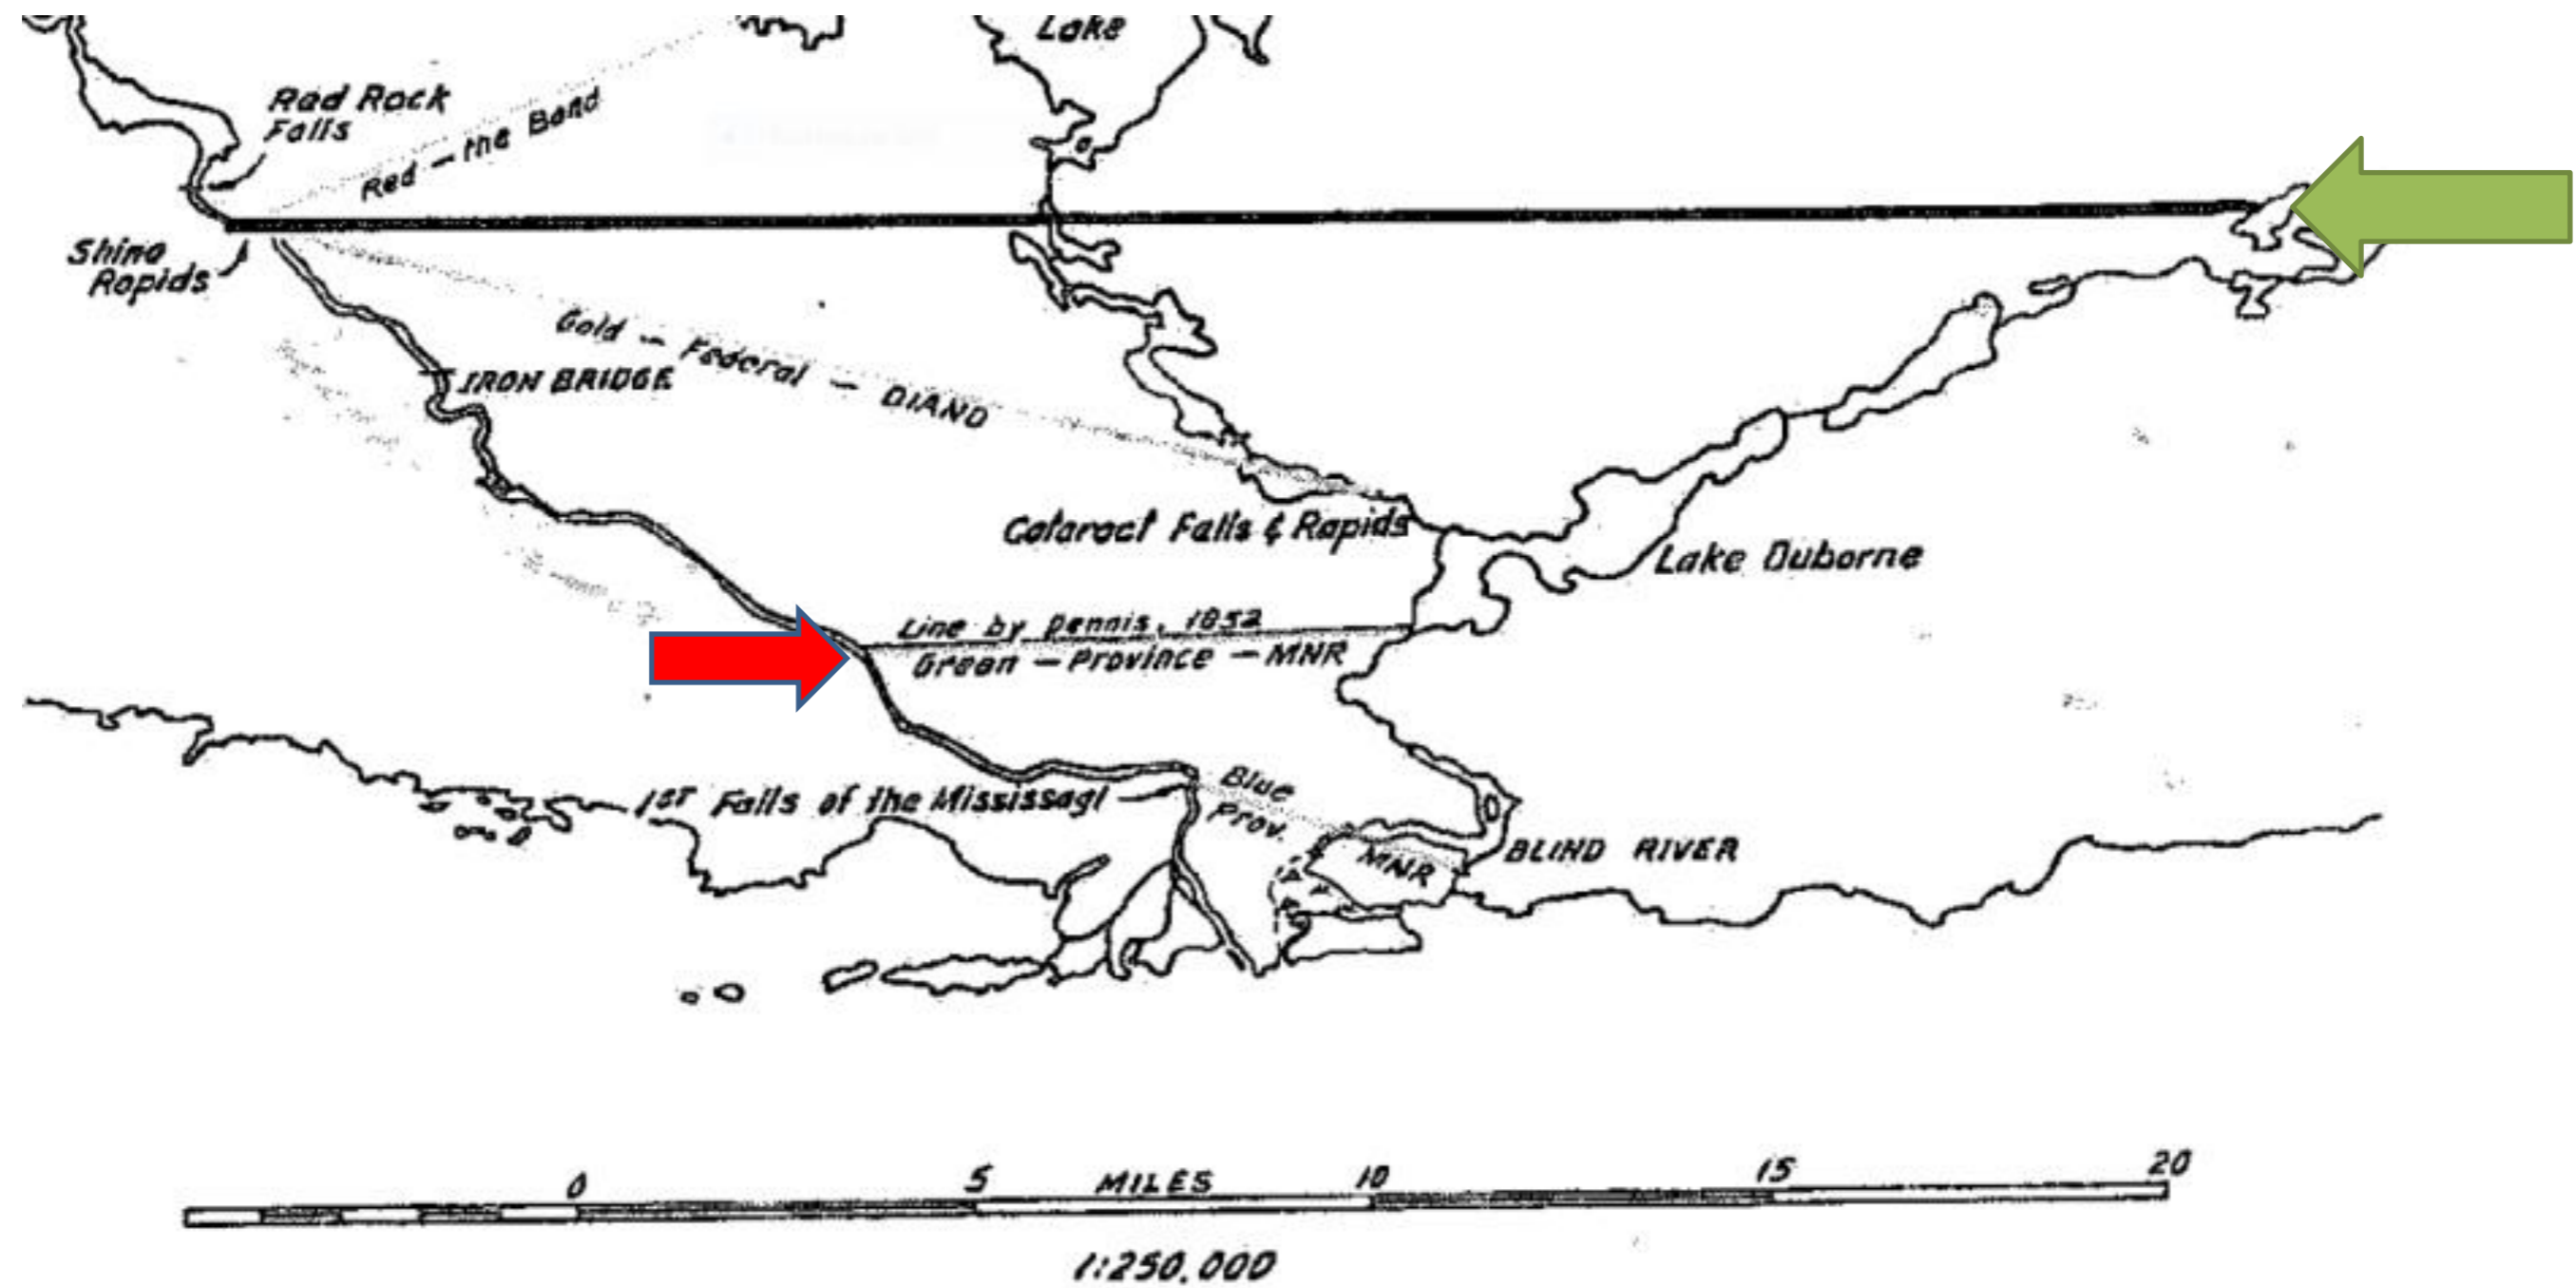 Lake
Red Rock
Falls
Red - the Band
Shino
Rapids
Gold - Federal - DIAND
IRON BRIDGE
Cataract Falls & Rapids
Lake Duborne
Line by Dennis, 1852
Green - Province - MNR
1ST Falls of the Mississagi
Blue
Prov.
MNR
BLIND RIVER
0 5 MILES 10 15 20
1:250,000